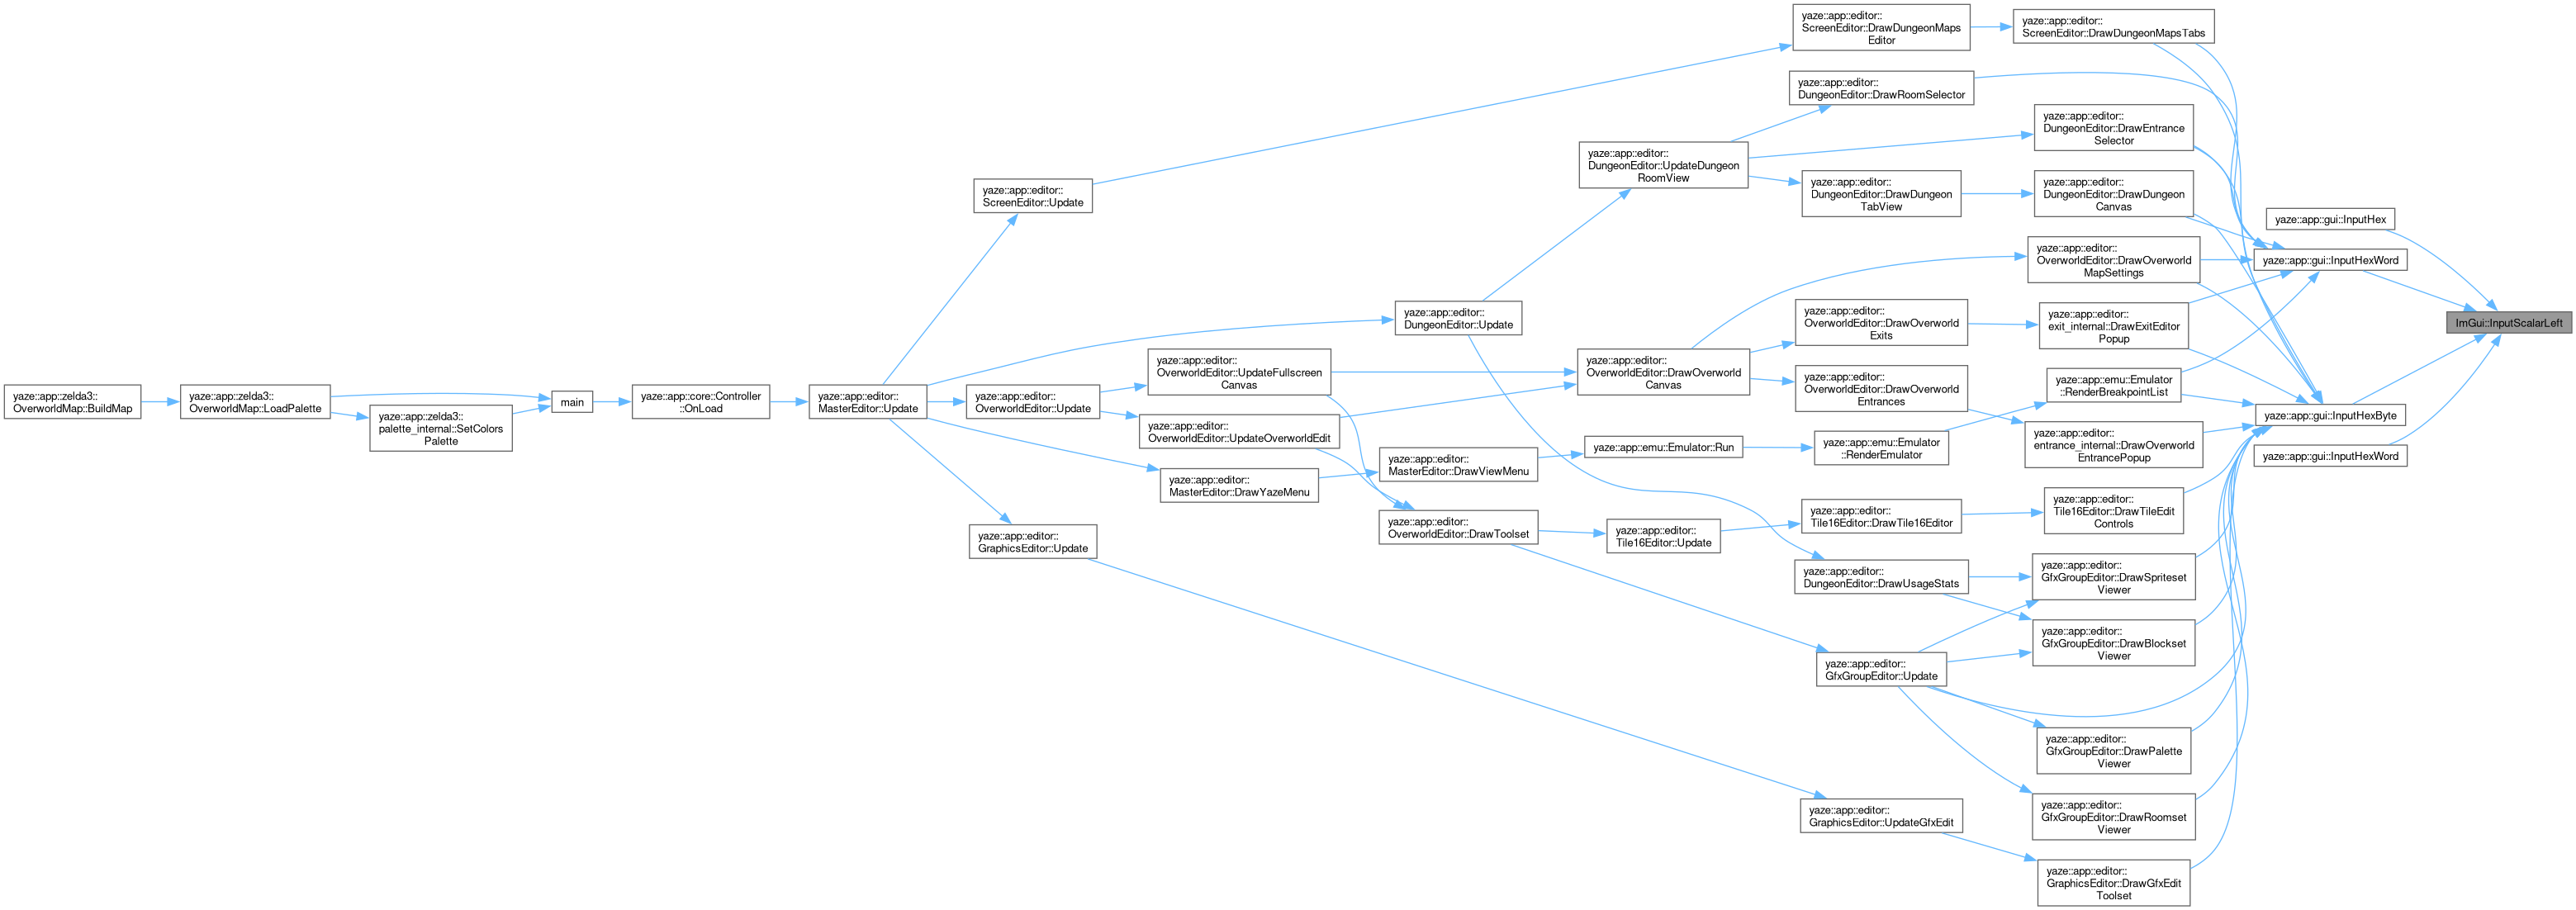 yaze::app::zelda3::
OverworldMap::BuildMap
yaze::app::zelda3::
OverworldMap::LoadPalette
yaze::app::zelda3::
palette_internal::SetColors
Palette
main
yaze::app::core::Controller
::OnLoad
yaze::app::editor::
MasterEditor::Update
yaze::app::editor::
ScreenEditor::Update
yaze::app::editor::
OverworldEditor::Update
yaze::app::editor::
GraphicsEditor::Update
yaze::app::editor::
OverworldEditor::UpdateFullscreen
Canvas
yaze::app::editor::
OverworldEditor::UpdateOverworldEdit
yaze::app::editor::
MasterEditor::DrawYazeMenu
yaze::app::editor::
MasterEditor::DrawViewMenu
yaze::app::editor::
OverworldEditor::DrawToolset
yaze::app::editor::
DungeonEditor::Update
yaze::app::editor::
DungeonEditor::UpdateDungeon
RoomView
yaze::app::editor::
OverworldEditor::DrawOverworld
Canvas
yaze::app::emu::Emulator::Run
yaze::app::editor::
Tile16Editor::Update
yaze::app::editor::
ScreenEditor::DrawDungeonMaps
Editor
yaze::app::editor::
DungeonEditor::DrawRoomSelector
yaze::app::editor::
DungeonEditor::DrawDungeon
TabView
yaze::app::editor::
OverworldEditor::DrawOverworld
Exits
yaze::app::editor::
OverworldEditor::DrawOverworld
Entrances
yaze::app::emu::Emulator
::RenderEmulator
yaze::app::editor::
Tile16Editor::DrawTile16Editor
yaze::app::editor::
DungeonEditor::DrawUsageStats
yaze::app::editor::
GfxGroupEditor::Update
yaze::app::editor::
GraphicsEditor::UpdateGfxEdit
yaze::app::editor::
ScreenEditor::DrawDungeonMapsTabs
yaze::app::editor::
DungeonEditor::DrawEntrance
Selector
yaze::app::editor::
DungeonEditor::DrawDungeon
Canvas
yaze::app::editor::
OverworldEditor::DrawOverworld
MapSettings
yaze::app::editor::
exit_internal::DrawExitEditor
Popup
yaze::app::emu::Emulator
::RenderBreakpointList
yaze::app::editor::
entrance_internal::DrawOverworld
EntrancePopup
yaze::app::editor::
Tile16Editor::DrawTileEdit
Controls
yaze::app::editor::
GfxGroupEditor::DrawSpriteset
Viewer
yaze::app::editor::
GfxGroupEditor::DrawBlockset
Viewer
yaze::app::editor::
GfxGroupEditor::DrawPalette
Viewer
yaze::app::editor::
GfxGroupEditor::DrawRoomset
Viewer
yaze::app::editor::
GraphicsEditor::DrawGfxEdit
Toolset
yaze::app::gui::InputHex
yaze::app::gui::InputHexWord
yaze::app::gui::InputHexByte
yaze::app::gui::InputHexWord
ImGui::InputScalarLeft